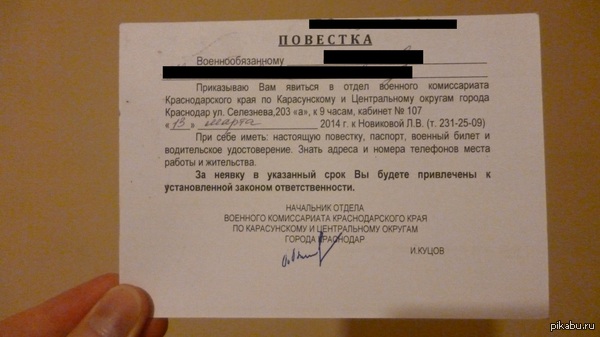 ПОВЕСТКА
Военнообязанному
Приказываю Вам явиться в отдел военного комиссариата
Краснодарского края по Карасунскому и Центральному округам города
Краснодар ул. Селезнева,203 «а», к 9 часам, кабинет № 107
« 13 » марта 2014 г. к Новиковой Л.В. (т. 231-25-09)
При себе иметь: настоящую повестку, паспорт, военный билет и
водительское удостоверение. Знать адреса и номера телефонов места
работы и жительства.
За неявку в указанный срок Вы будете привлечены к
установленной законом ответственности.
НАЧАЛЬНИК ОТДЕЛА
ВОЕННОГО КОМИССАРИАТА КРАСНОДАРСКОГО КРАЯ
ПО КАРАСУНСКОМУ И ЦЕНТРАЛЬНОМУ ОКРУГАМ
ГОРОДА КРАСНОДАР
И.КУЦОВ
pikabu.ru